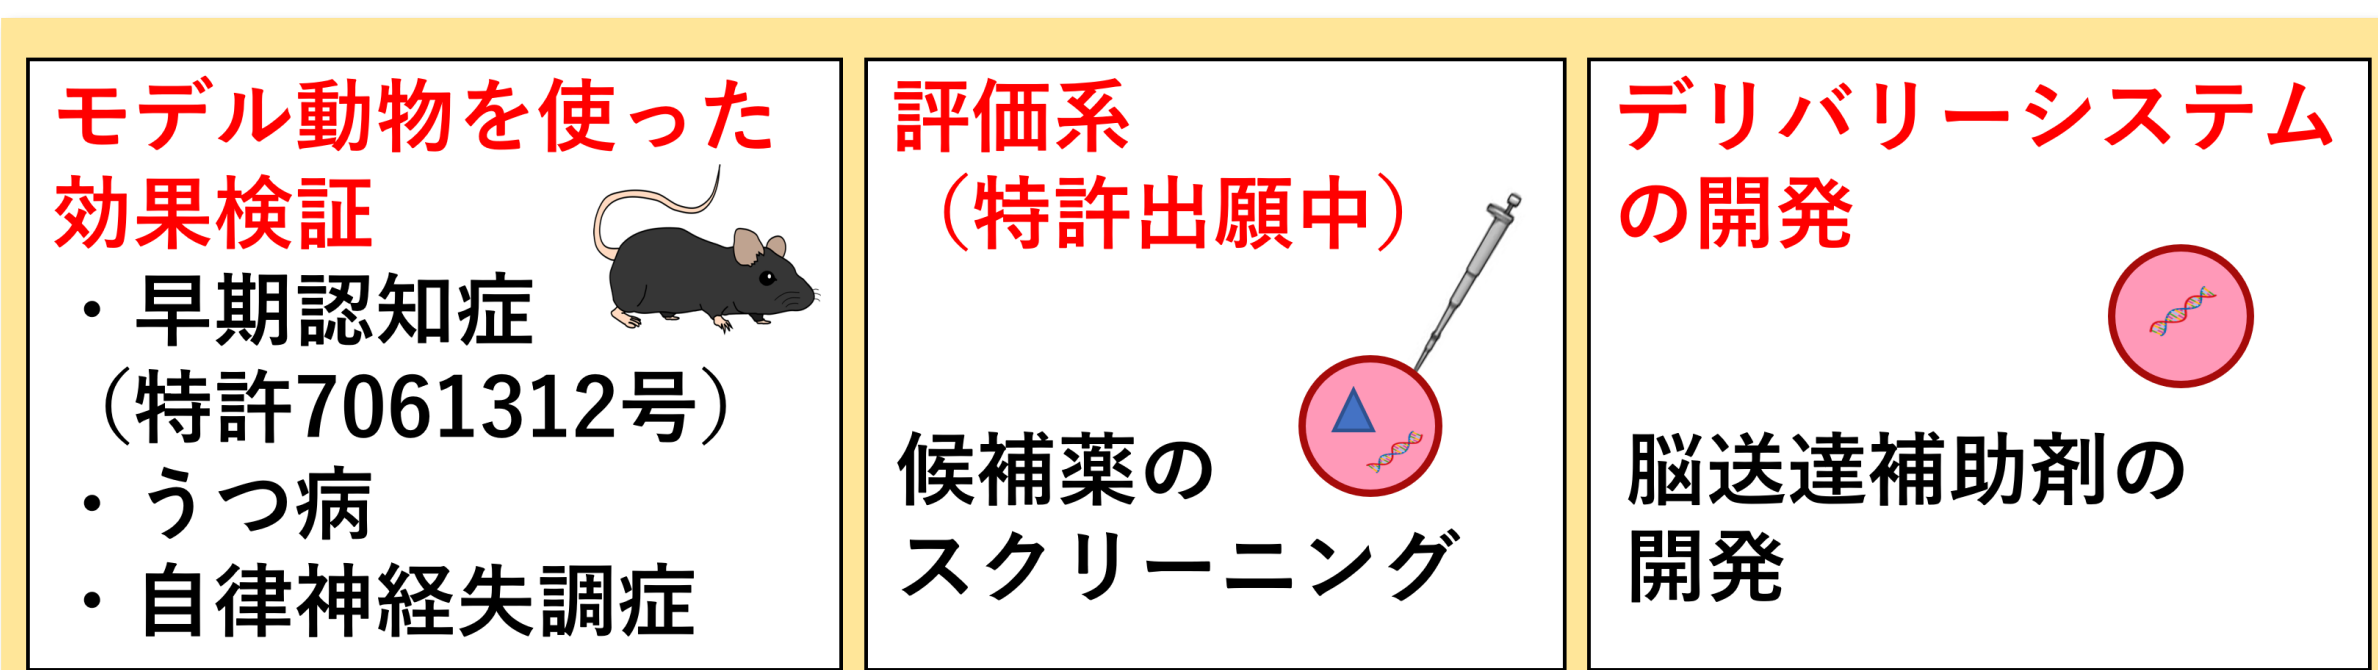 モデル動物を使った
効果検証
・早期認知症
（特許7061312号）
・うつ病
・自律神経失調症
評価系
（特許出願中）
候補薬の
スクリーニング
デリバリーシステム
の開発
脳送達補助剤の
開発